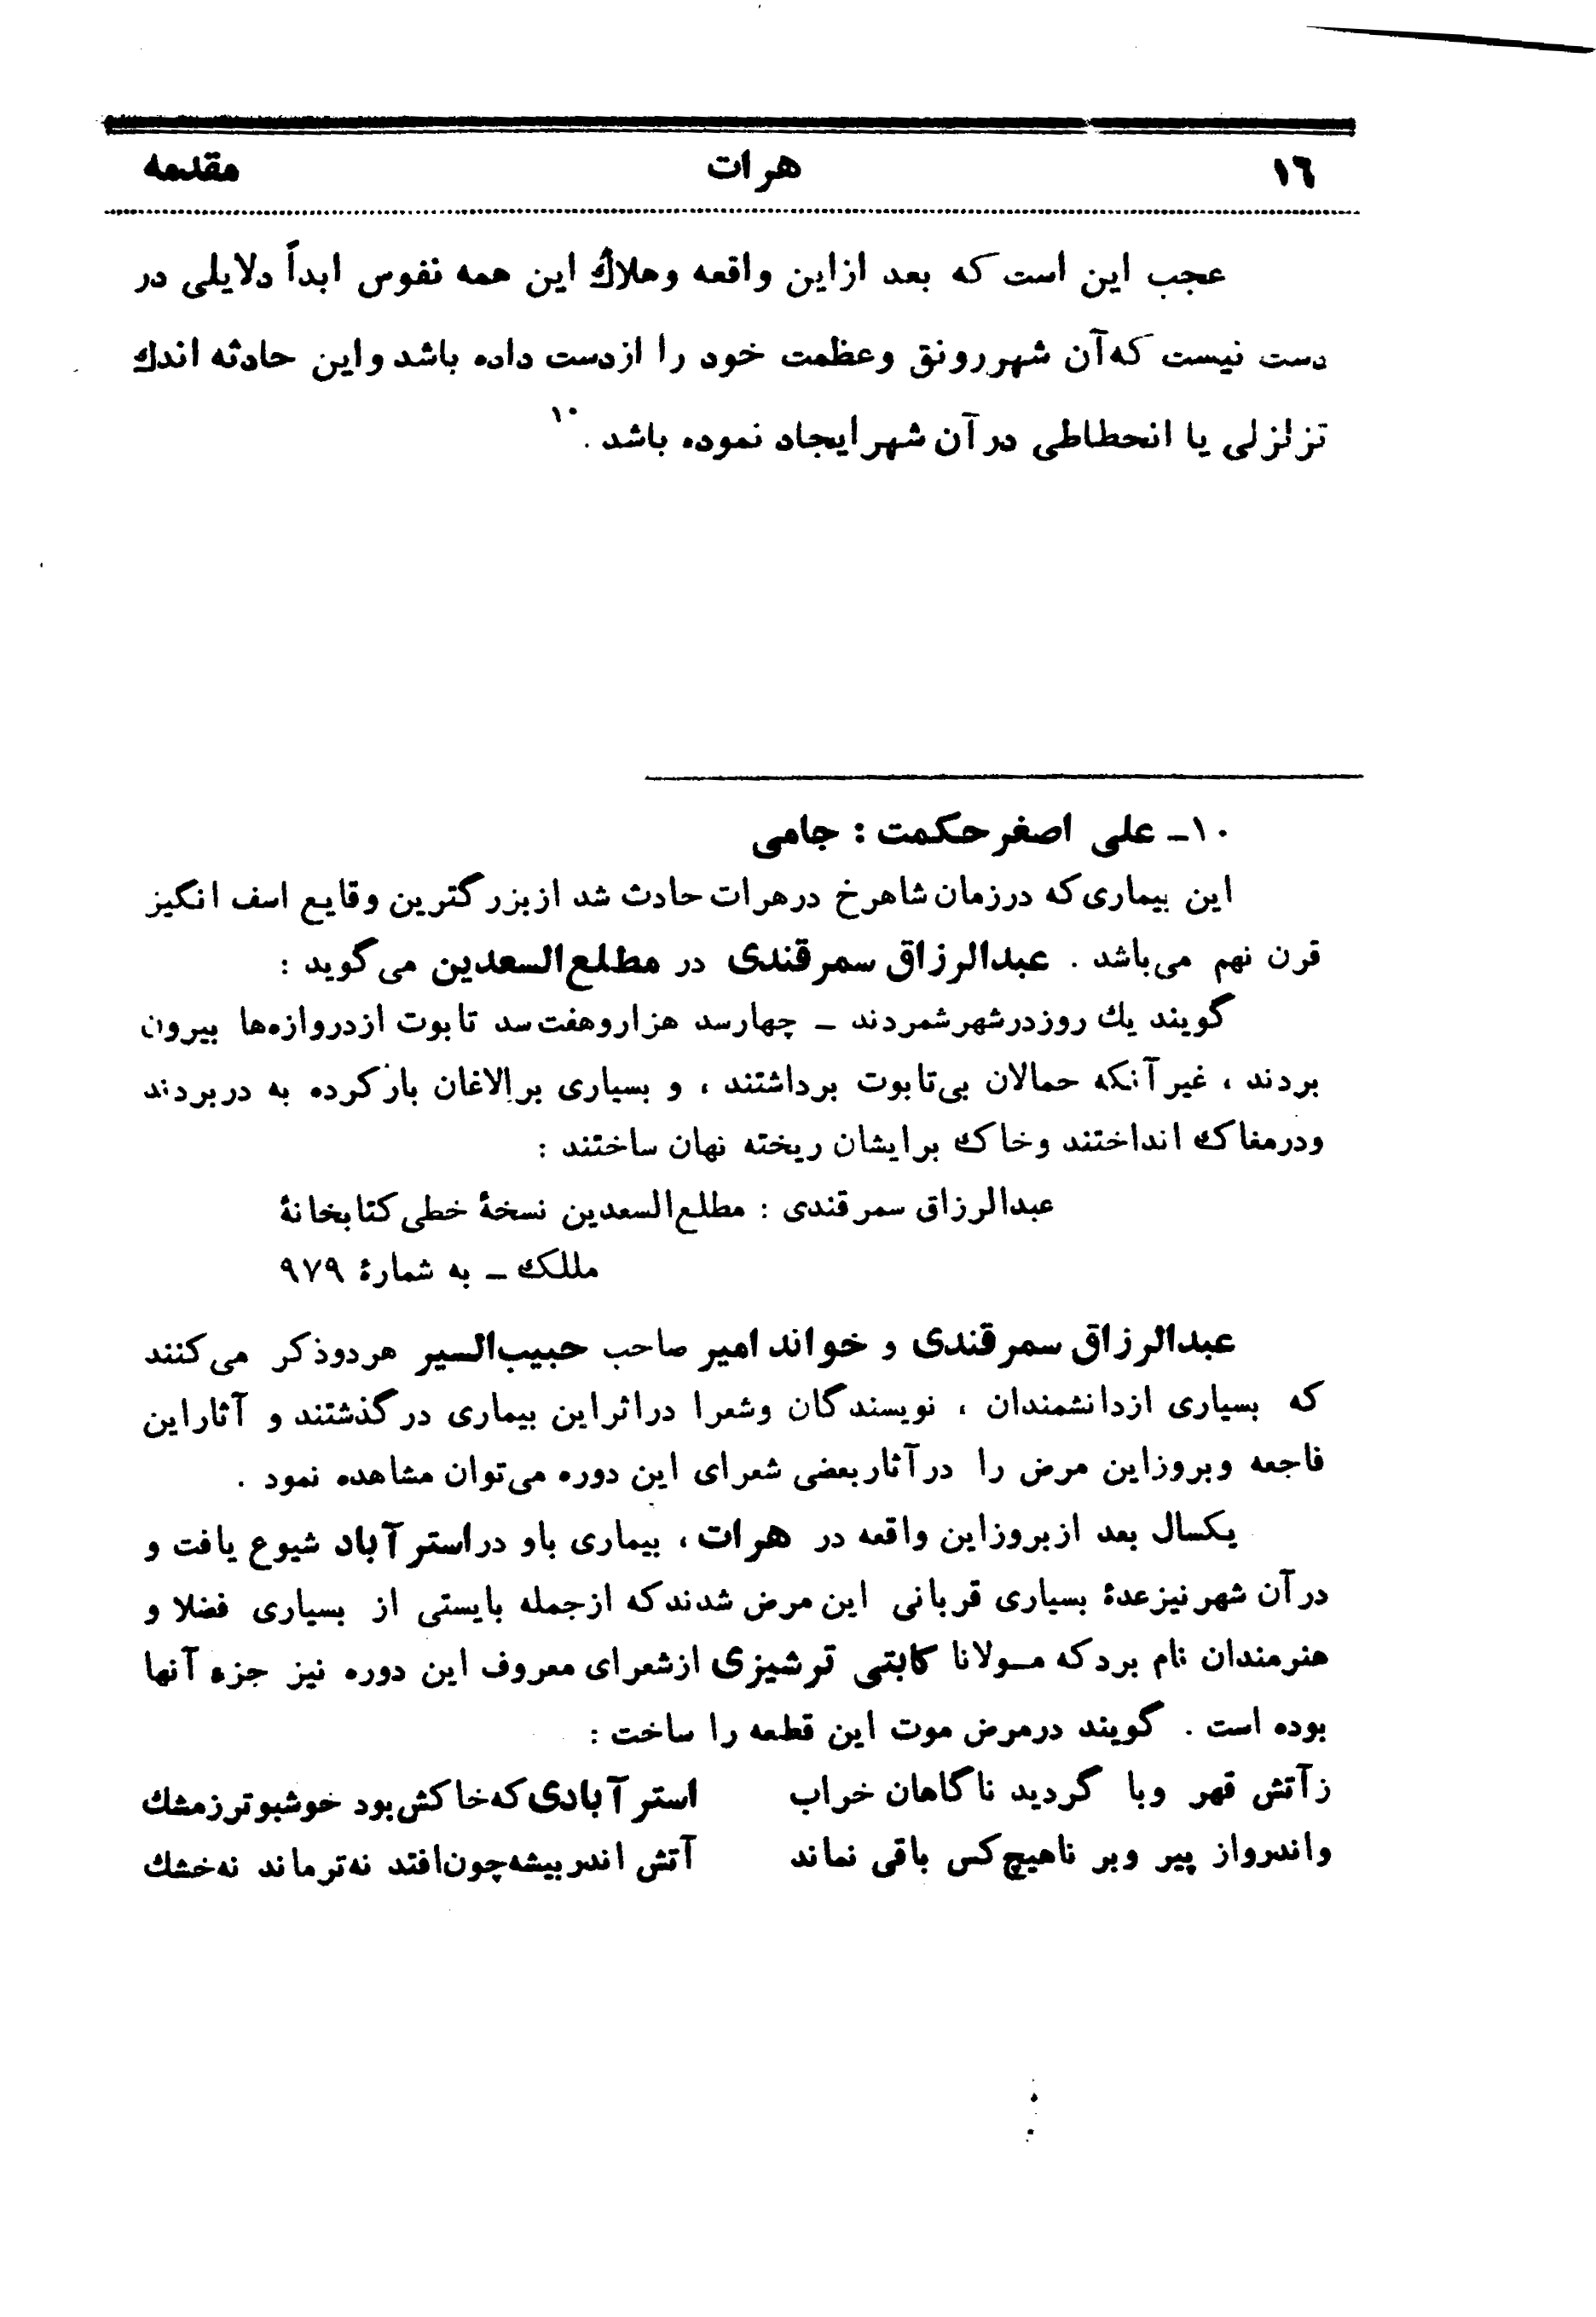 ۱٦ هرات مقدمه
عجب این است که بعد ازاین واقعه وهلاك این همه نفوس ابداً دلایلی در
دست نیست که‌آن شهررونق وعظمت خود را ازدست داده باشد واین حادثه اندك
تزلزلی یا انحطاطی درآن شهرایجاد نموده باشد . ۱۰
۱۰ـ علی اصغرحکمت : جامی
این بیماری‌که درزمان‌شاهرخ درهرات‌حادث شد ازبزرگترین وقایع اسف انگیز
قرن نهم می‌باشد . عبدالرزاق سمرقندی در مطلع‌السعدین می‌گوید :
گویند یك روزدرشهرشمردند ـ چهارسد هزاروهفت‌سد تابوت ازدروازه‌ها بیرون
بردند ، غیرآنکه حمالان بی‌تابوت برداشتند ، و بسیاری برالاغان بارکرده به دربردند
ودرمغاک انداختند وخاک برایشان ریخته نهان ساختند :
عبدالرزاق سمرقندی : مطلع‌السعدین نسخهٔ خطی‌کتابخانهٔ
مللک ـ به شمارهٔ ۹۷۹
عبدالرزاق سمرقندی و خواند امیر صاحب حبیب‌السیر هردوذکر می‌کنند
که بسیاری ازدانشمندان ، نویسندگان وشعرا دراثراین بیماری درگذشتند و آثاراین
فاجعه وبروزاین مرض را درآثاربعضی شعرای این دوره می‌توان مشاهده نمود .
یکسال بعد ازبروزاین واقعه در هرات ، بیماری باو دراسترآباد شیوع یافت و
درآن شهرنیزعدهٔ بسیاری قربانی این مرض شدندکه ازجمله بایستی از بسیاری فضلا و
هنرمندان نام بردکه مـولانا کابتی ترشیزی ازشعرای معروف این دوره نیز جزء آنها
بوده است . گویند درمرض موت این قطعه را ساخت :
زآتش قهر وبا گردید ناگاهان خراب استرآبادی‌که‌خاکش‌بود خوشبوترزمشك
واندرواز پیر وبر ناهیچ‌کس باقی نماند آتش اندربیشه‌چون‌افتد نه‌ترماند نه‌خشك